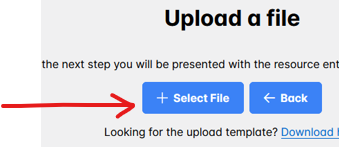 Upload a file
the next step you will be presented with the resource ent
+ Select File
← Back
Looking for the upload template? Download